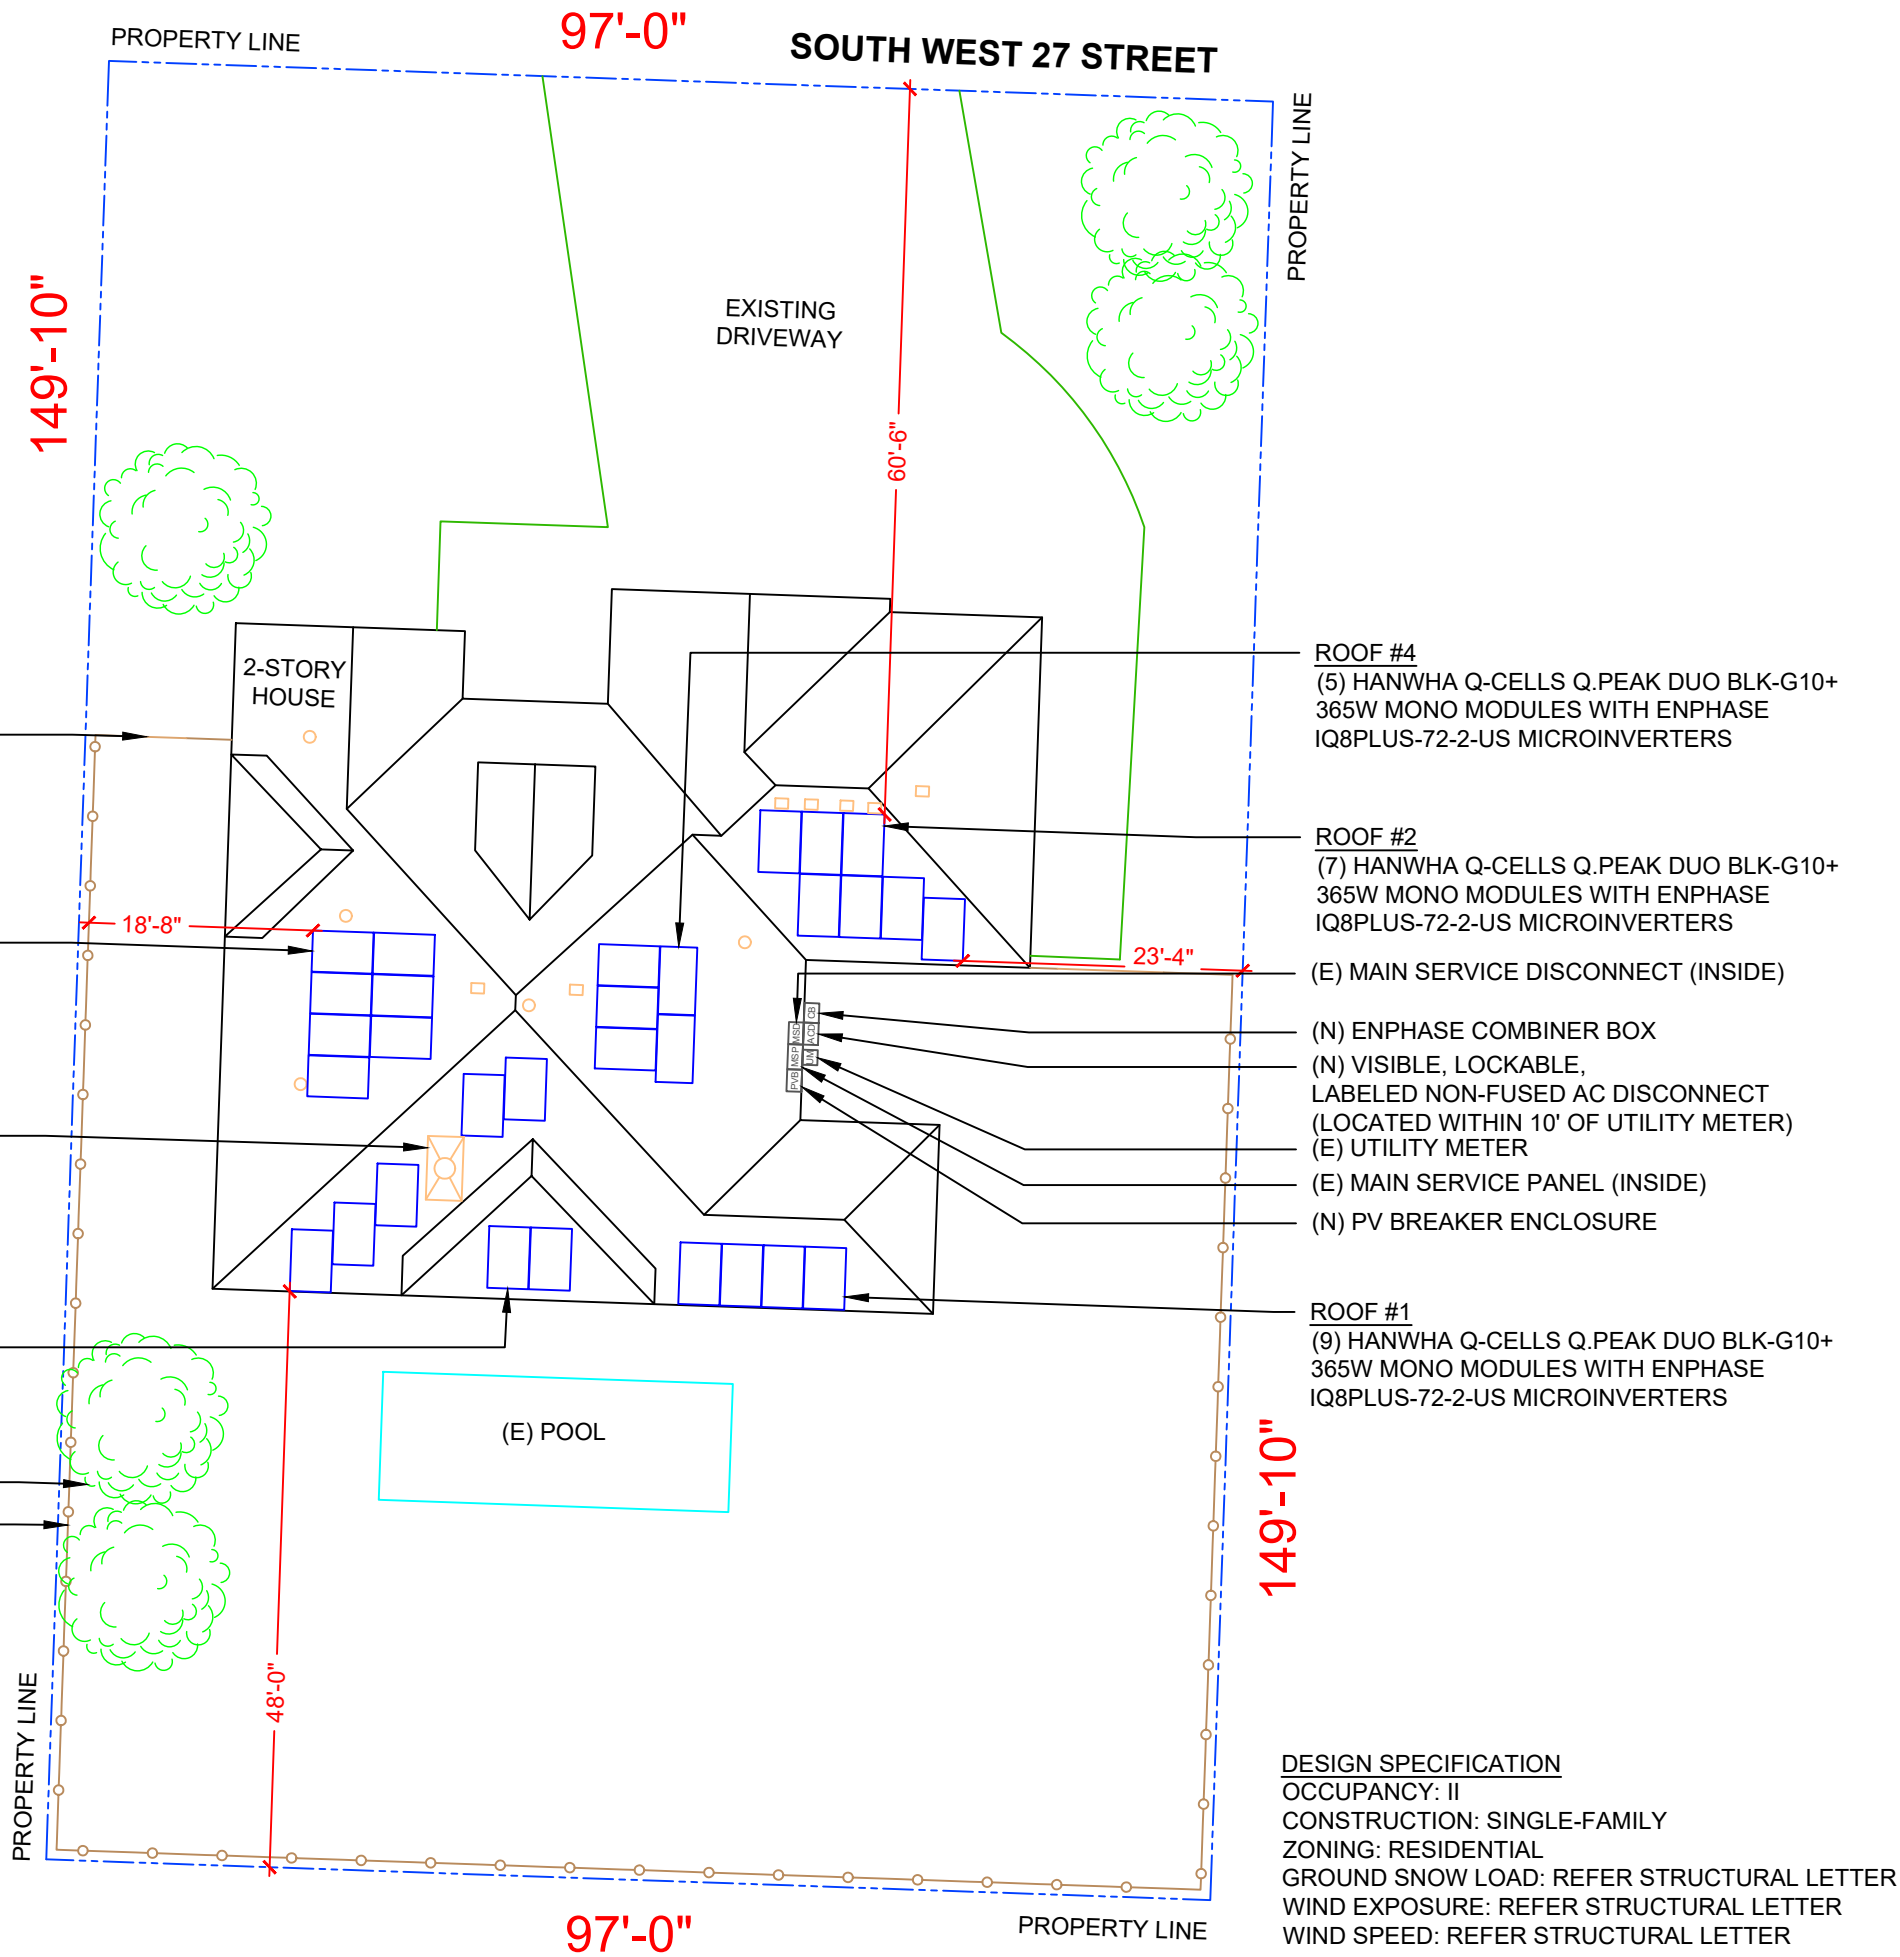 PROPERTY LINE
97'-0"
SOUTH WEST 27 STREET
PROPERTY LINE
149'-10"
EXISTING
DRIVEWAY
60'-6"
2-STORY
HOUSE
ROOF #4
(5) HANWHA Q-CELLS Q.PEAK DUO BLK-G10+
365W MONO MODULES WITH ENPHASE
IQ8PLUS-72-2-US MICROINVERTERS
ROOF #2
(7) HANWHA Q-CELLS Q.PEAK DUO BLK-G10+
365W MONO MODULES WITH ENPHASE
IQ8PLUS-72-2-US MICROINVERTERS
18'-8"
23'-4"
(E) MAIN SERVICE DISCONNECT (INSIDE)
CB
MSD
ACD
MSP
UM
PVB
(N) ENPHASE COMBINER BOX
(N) VISIBLE, LOCKABLE,
LABELED NON-FUSED AC DISCONNECT
(LOCATED WITHIN 10' OF UTILITY METER)
(E) UTILITY METER
(E) MAIN SERVICE PANEL (INSIDE)
(N) PV BREAKER ENCLOSURE
ROOF #1
(9) HANWHA Q-CELLS Q.PEAK DUO BLK-G10+
365W MONO MODULES WITH ENPHASE
IQ8PLUS-72-2-US MICROINVERTERS
(E) POOL
149'-10"
48'-0"
PROPERTY LINE
DESIGN SPECIFICATION
OCCUPANCY: II
CONSTRUCTION: SINGLE-FAMILY
ZONING: RESIDENTIAL
GROUND SNOW LOAD: REFER STRUCTURAL LETTER
WIND EXPOSURE: REFER STRUCTURAL LETTER
WIND SPEED: REFER STRUCTURAL LETTER
97'-0"
PROPERTY LINE